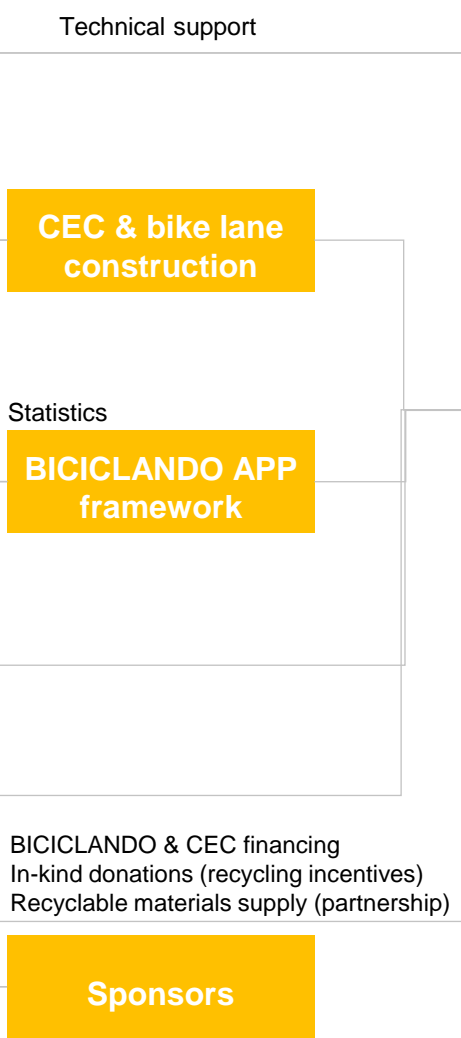 Technical support
CEC & bike lane
construction
Statistics
BICICLANDO APP
framework
BICICLANDO & CEC financing
In-kind donations (recycling incentives)
Recyclable materials supply (partnership)
Sponsors